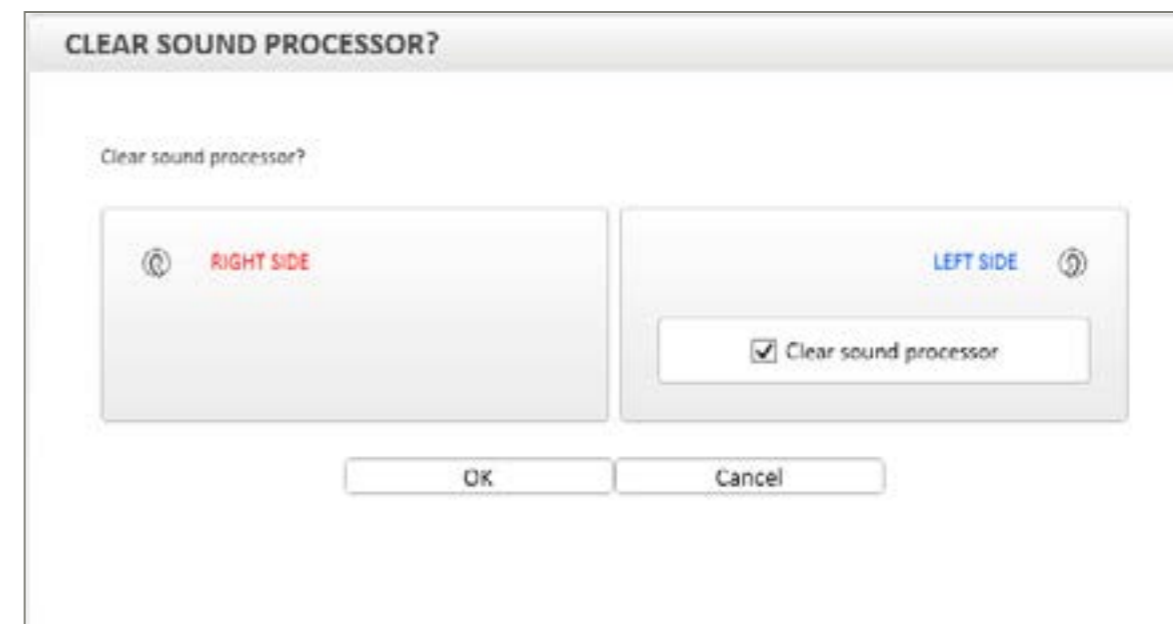 CLEAR SOUND PROCESSOR?
Clear sound processor?
RIGHT SIDE
LEFT SIDE
Clear sound processor
OK
Cancel